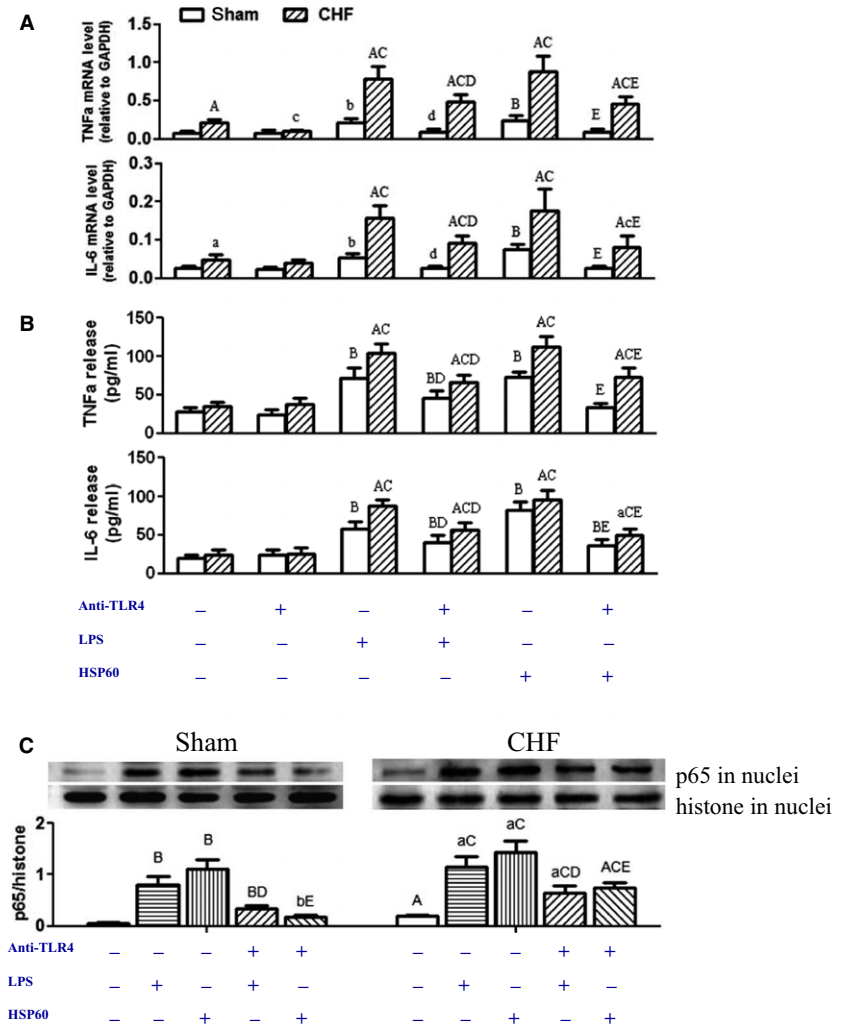 A
Sham CHF
TNFa mRNA level
(relative to GAPDH)
1.5
1.0
0.5
0.0
A c b AC d ACD B AC E ACE
IL-6 mRNA level
(relative to GAPDH)
0.3
0.2
0.1
0.0
a b AC d ACD B AC E AcE
B
TNFa release
(pg/ml)
150
100
50
0
B AC BD ACD B AC E ACE
IL-6 release
(pg/ml)
150
100
50
0
B AC BD ACD B AC BE aCE
Anti-TLR4 – + – + – +
LPS – – + + – –
HSP60 – – – – + +
C
Sham CHF
p65 in nuclei
histone in nuclei
p65/histone
2
1
0
B B BD bE A aC aC aCD ACE
Anti-TLR4 – – – + + – – – + +
LPS – + – + – – + – + –
HSP60 – – + – + – – + – +